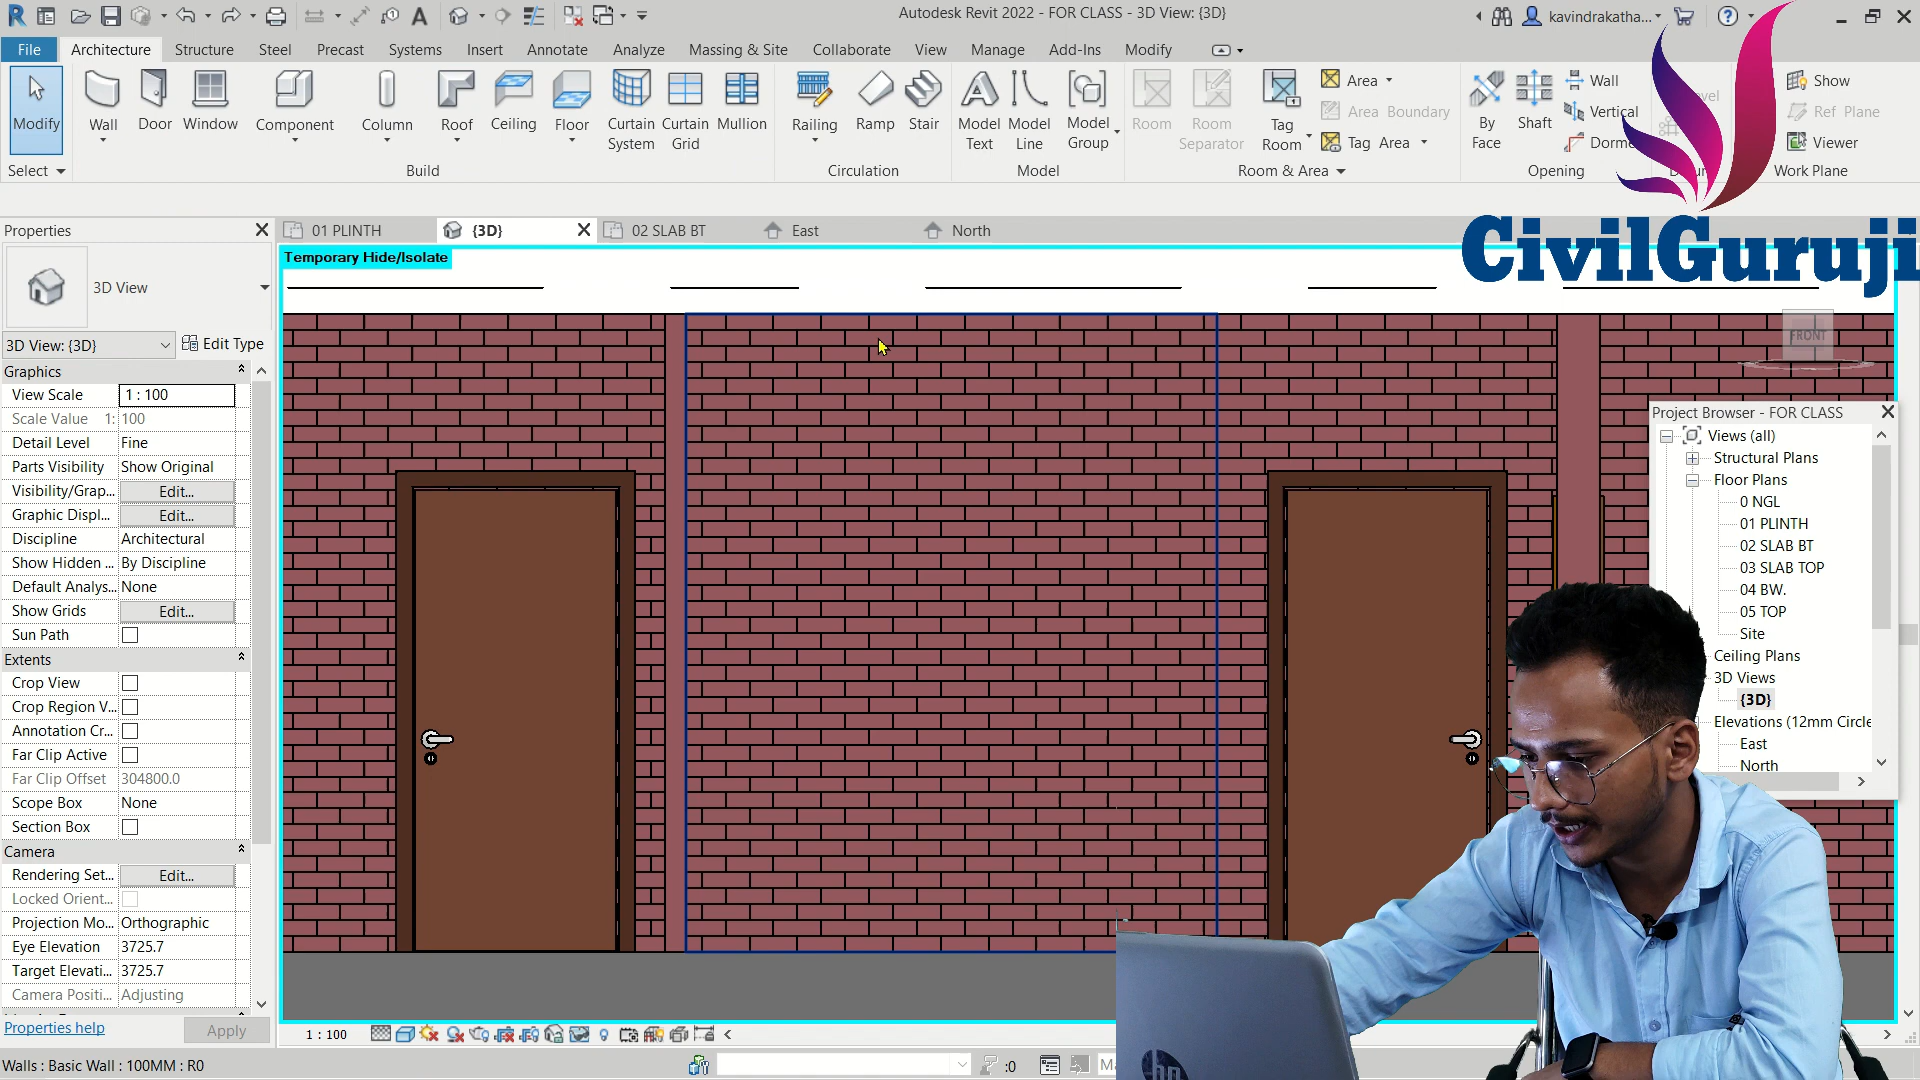 Autodesk Revit 2022 - FOR CLASS - 3D View: {3D}
kavindrakatha...
File Architecture Structure Steel Precast Systems Insert Annotate Analyze Massing & Site Collaborate View Manage Add-Ins Modify
Modify
Wall
Door
Window
Component
Column
Roof
Ceiling
Floor
Curtain System
Curtain Grid
Mullion
Railing
Ramp
Stair
Model Text
Model Line
Model Group
Room
Room Separator
Tag Room
Area
Area Boundary
Tag Area
By Face
Shaft
Wall
Vertical
Show
Ref Plane
Viewer
Select
Build
Circulation
Model
Room & Area
Opening
Work Plane
CivilGuruji
Properties
01 PLINTH
{3D}
02 SLAB BT
East
North
Temporary Hide/Isolate
FRONT
3D View
3D View: {3D}
Edit Type
Graphics
View Scale 1 : 100
Scale Value 1: 100
Detail Level Fine
Parts Visibility Show Original
Visibility/Grap... Edit...
Graphic Displ... Edit...
Discipline Architectural
Show Hidden ... By Discipline
Default Analys... None
Show Grids Edit...
Sun Path
Extents
Crop View
Crop Region V...
Annotation Cr...
Far Clip Active
Far Clip Offset 304800.0
Scope Box None
Section Box
Camera
Rendering Set... Edit...
Locked Orient...
Projection Mo... Orthographic
Eye Elevation 3725.7
Target Elevati... 3725.7
Camera Positi... Adjusting
Properties help
Apply
Project Browser - FOR CLASS
Views (all)
Structural Plans
Floor Plans
0 NGL
01 PLINTH
02 SLAB BT
03 SLAB TOP
04 BW.
05 TOP
Site
Ceiling Plans
3D Views
{3D}
Elevations (12mm Circle
East
North
1 : 100
Walls : Basic Wall : 100MM : R0
:0
hp